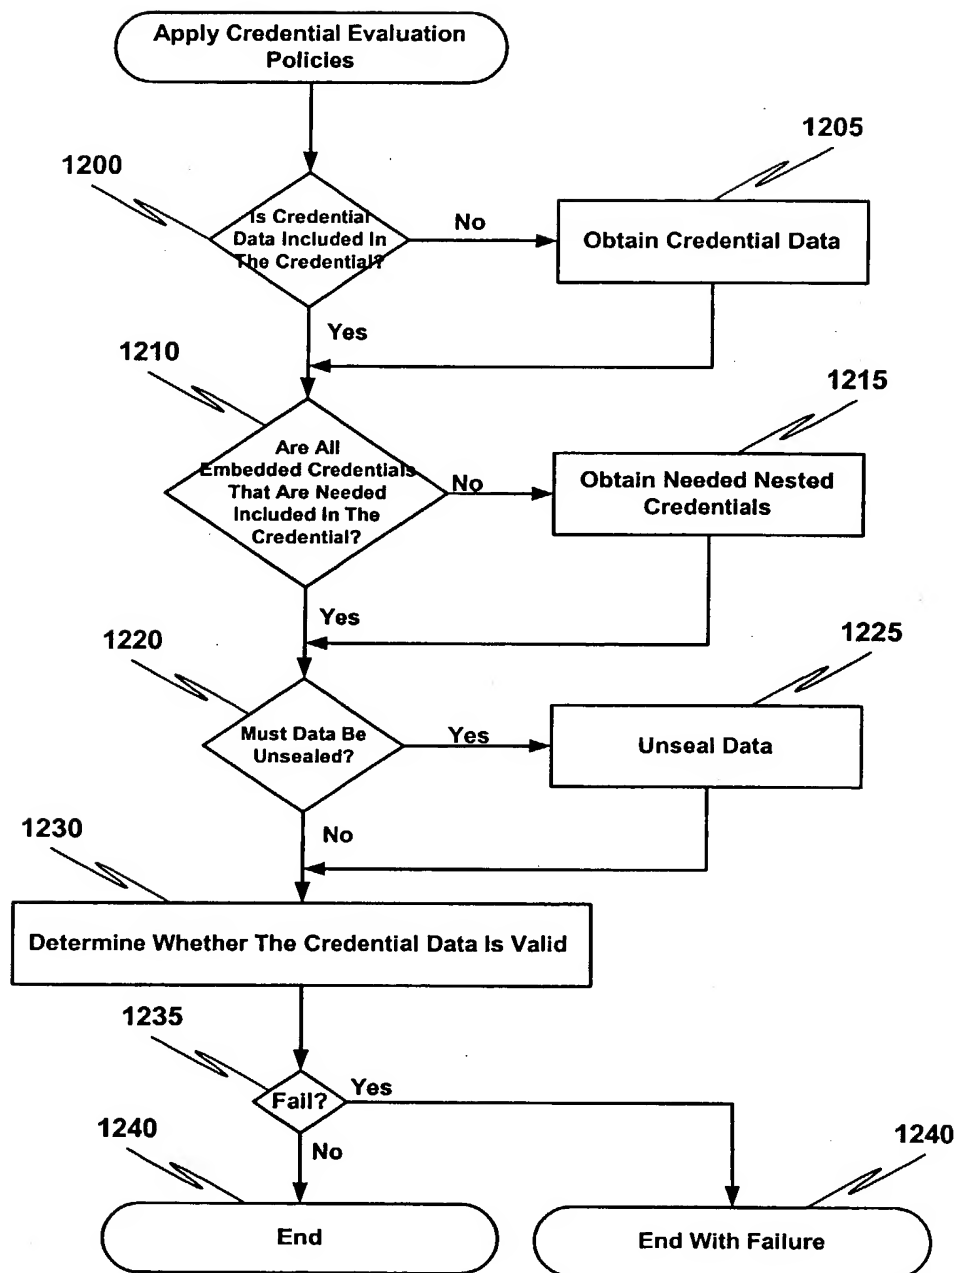 Apply Credential Evaluation
Policies
1205
1200
Is Credential
Data Included In
The Credential?
No
Obtain Credential Data
Yes
1210
1215
Are All
Embedded Credentials
That Are Needed
Included In The
Credential?
No
Obtain Needed Nested
Credentials
Yes
1220
1225
Must Data Be
Unsealed?
Yes
Unseal Data
No
1230
Determine Whether The Credential Data Is Valid
1235
Fail?
Yes
No
1240
1240
End
End With Failure